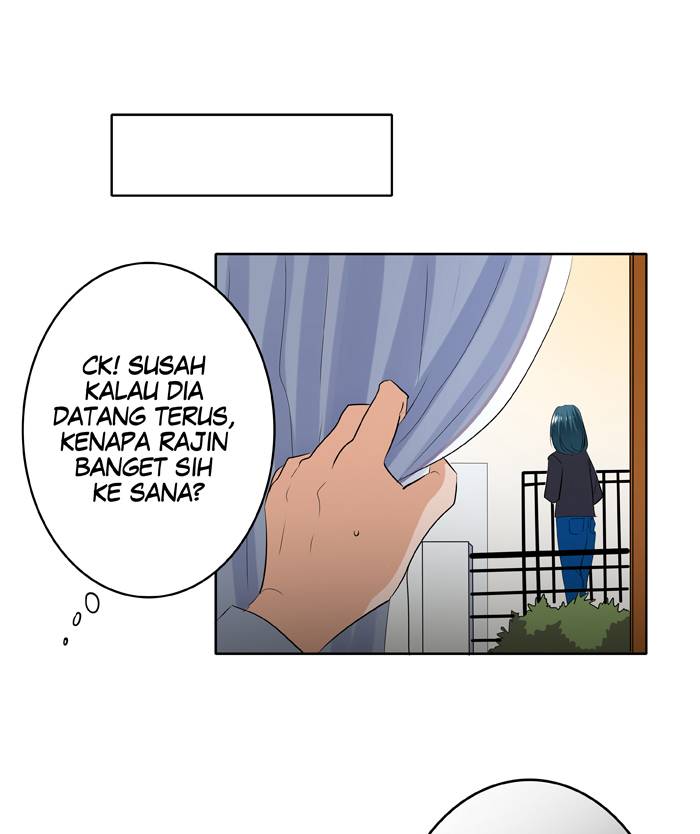 CK! SUSAH
KALAU DIA
DATANG TERUS,
KENAPA RAJIN
BANGET SIH
KE SANA?